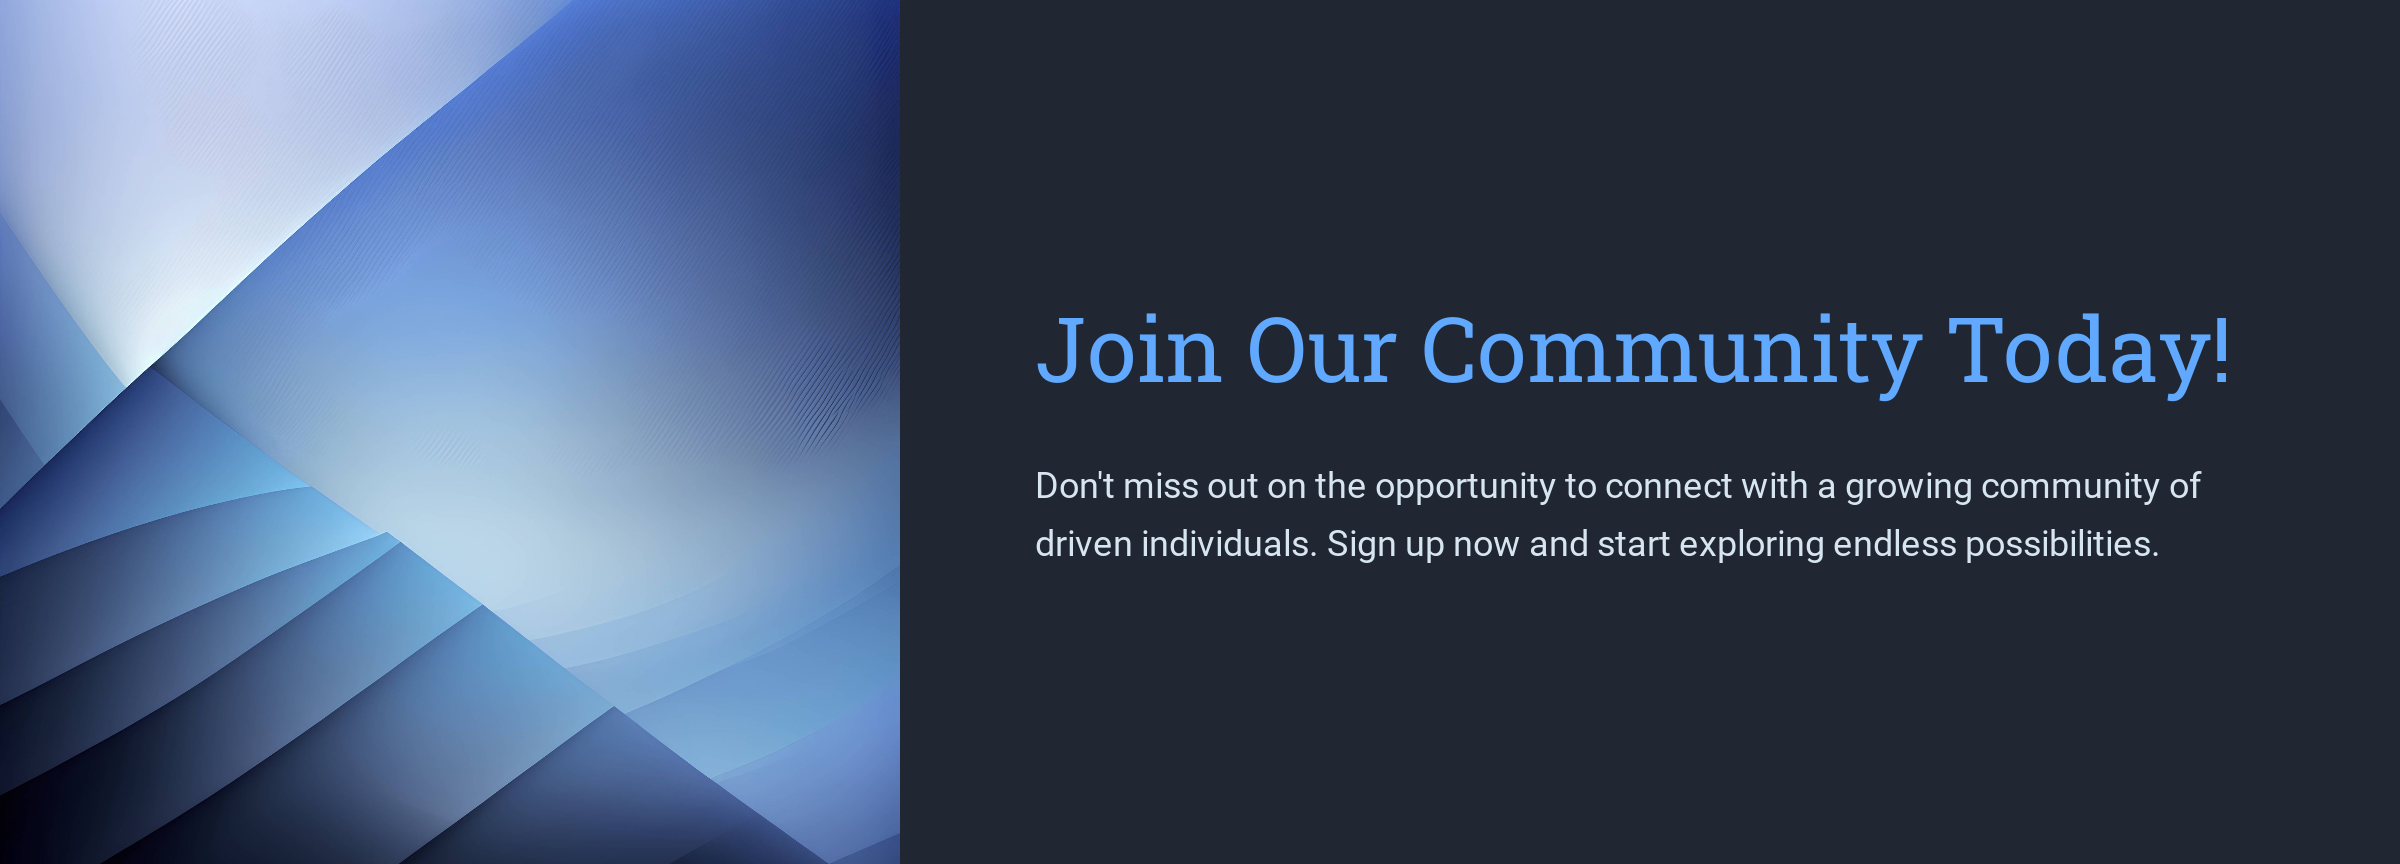 Join Our Community Today!
Don't miss out on the opportunity to connect with a growing community of
driven individuals. Sign up now and start exploring endless possibilities.